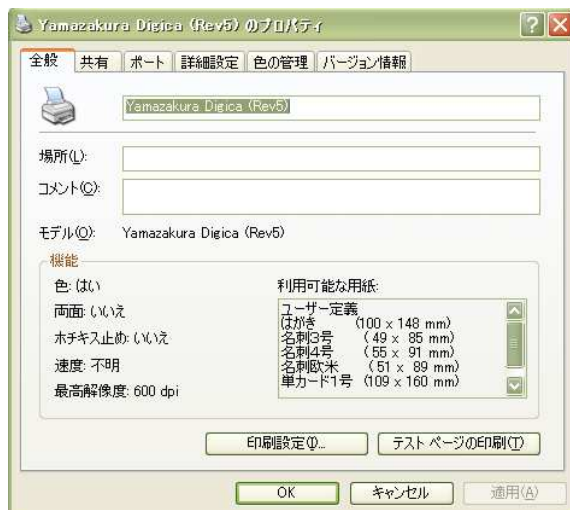 Yamazakura Digica (Rev5) のプロパティ
全般 共有 ポート 詳細設定 色の管理 バージョン情報
Yamazakura Digica (Rev5)
場所(L):
コメント(C):
モデル(O): Yamazakura Digica (Rev5)
機能
色: はい
両面: いいえ
ホチキス止め: いいえ
速度: 不明
最高解像度: 600 dpi
利用可能な用紙:
ユーザー定義
はがき (100 x 148 mm)
名刺3号 ( 49 x 85 mm)
名刺4号 ( 55 x 91 mm)
名刺欧米 ( 51 x 89 mm)
単カード1号 (109 x 160 mm)
印刷設定(I)... テスト ページの印刷(T)
OK キャンセル 適用(A)